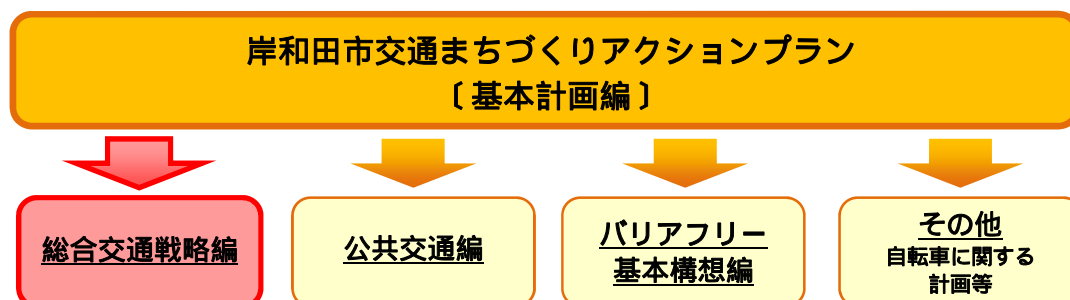 岸和田市交通まちづくりアクションプラン
〔基本計画編〕
総合交通戦略編
公共交通編
バリアフリー
基本構想編
その他
自転車に関する
計画等